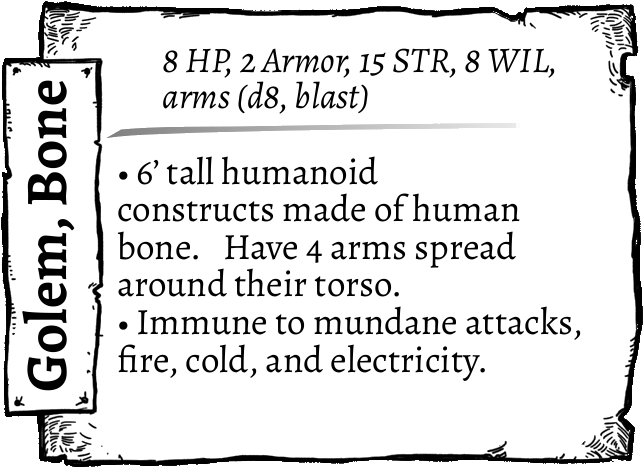 Golem, Bone
8 HP, 2 Armor, 15 STR, 8 WIL,
arms (d8, blast)
• 6’ tall humanoid
constructs made of human
bone.   Have 4 arms spread
around their torso.
• Immune to mundane attacks,
fire, cold, and electricity.